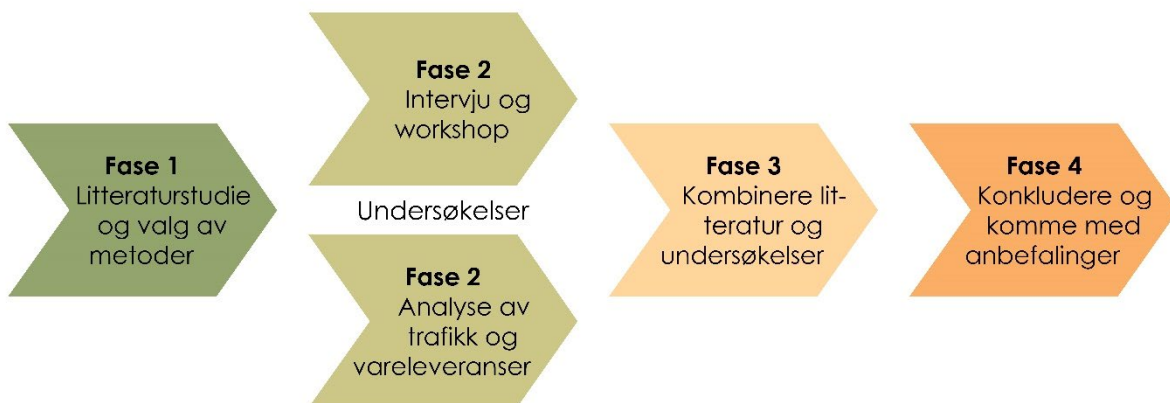 Fase 1
Litteraturstudie
og valg av
metoder
Fase 2
Intervju og
workshop
Undersøkelser
Fase 2
Analyse av
trafikk og
vareleveranser
Fase 3
Kombinere lit-
teratur og
undersøkelser
Fase 4
Konkludere og
komme med
anbefalinger